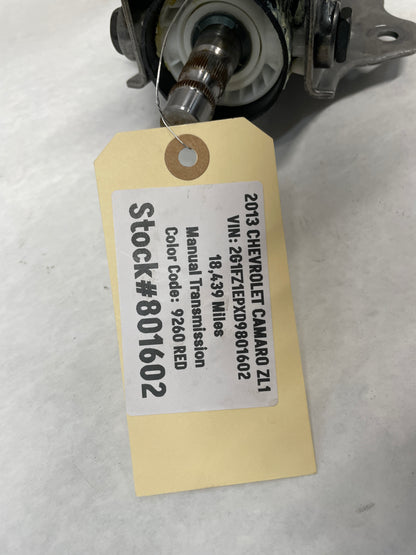 2013 CHEVROLET CAMARO ZL1
VIN: 2G1FZ1EPXD9801602
18,439 Miles
Manual Transmission
Color Code: 9260 RED
Stock#801602